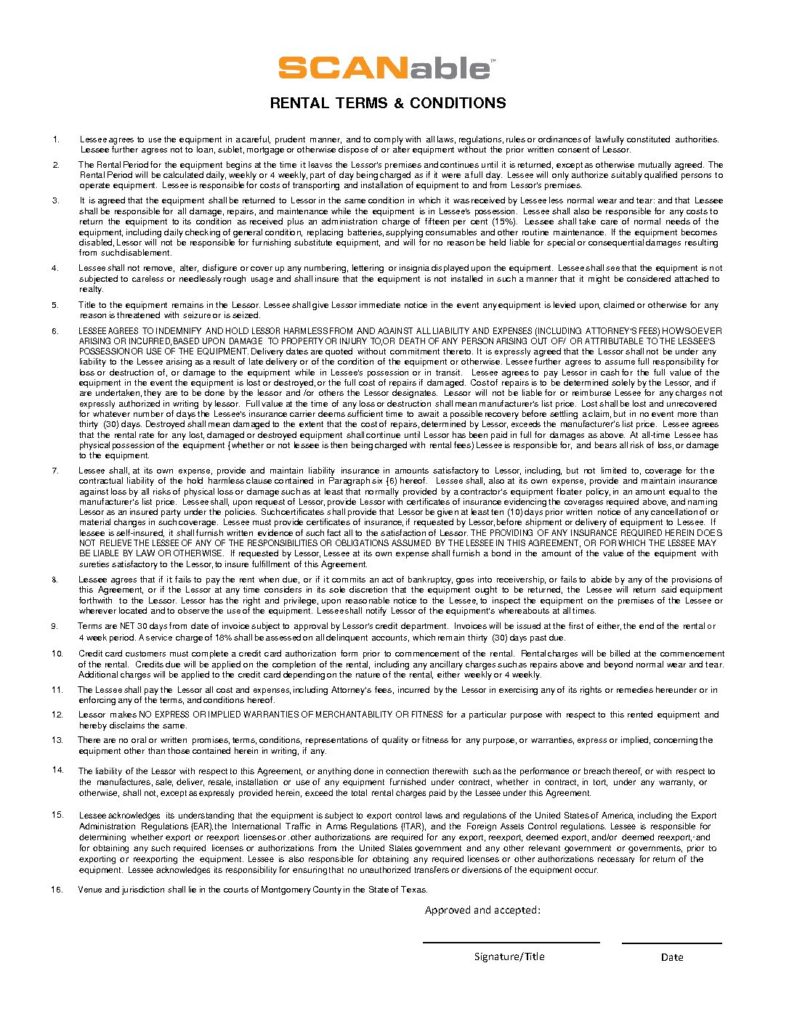 SCANable™
RENTAL TERMS & CONDITIONS
1. Lessee agrees to use the equipment in a careful, prudent manner, and to comply with all laws, regulations, rules or ordinances of lawfully constituted authorities.
Lessee further agrees not to loan, sublet, mortgage or otherwise dispose of or alter equipment without the prior written consent of Lessor.
2. The Rental Period for the equipment begins at the time it leaves the Lessor's premises and continues until it is returned, except as otherwise mutually agreed. The
Rental Period will be calculated daily, weekly or 4 weekly, part of day being charged as if it were a full day. Lessee will only authorize suitably qualified persons to
operate equipment. Lessee is responsible for costs of transporting and installation of equipment to and from Lessor's premises.
3. It is agreed that the equipment shall be returned to Lessor in the same condition in which it was received by Lessee less normal wear and tear: and that Lessee
shall be responsible for all damage, repairs, and maintenance while the equipment is in Lessee's possession. Lessee shall also be responsible for any costs to
return the equipment to its condition as received plus an administration charge of fifteen per cent (15%). Lessee shall take care of normal needs of the
equipment, including daily checking of general condition, replacing batteries, supplying consumables and other routine maintenance. If the equipment becomes
disabled, Lessor will not be responsible for furnishing substitute equipment, and will for no reason be held liable for special or consequential damages resulting
from such disablement.
4. Lessee shall not remove, alter, disfigure or cover up any numbering, lettering or insignia displayed upon the equipment. Lessee shall see that the equipment is not
subjected to careless or needlessly rough usage and shall insure that the equipment is not installed in such a manner that it might be considered attached to
realty.
5. Title to the equipment remains in the Lessor. Lessee shall give Lessor immediate notice in the event any equipment is levied upon, claimed or otherwise for any
reason is threatened with seizure or is seized.
6. LESSEE AGREES TO INDEMNIFY AND HOLD LESSOR HARMLESS FROM AND AGAINST ALL LIABILITY AND EXPENSES (INCLUDING ATTORNEY'S FEES) HOWSOEVER
ARISING OR INCURRED, BASED UPON DAMAGE TO PROPERTY OR INJURY TO, OR DEATH OF ANY PERSON ARISING OUT OF/ OR ATTRIBUTABLE TO THE LESSEE'S
POSSESSION OR USE OF THE EQUIPMENT. Delivery dates are quoted without commitment thereto. It is expressly agreed that the Lessor shall not be under any
liability to the Lessee arising as a result of late delivery or of the condition of the equipment or otherwise. Lessee further agrees to assume full responsibility for
loss or destruction of, or damage to the equipment while in Lessee's possession or in transit. Lessee agrees to pay Lessor in cash for the full value of the
equipment in the event the equipment is lost or destroyed, or the full cost of repairs if damaged. Cost of repairs is to be determined solely by the Lessor, and if
are undertaken, they are to be done by the lessor and /or others the Lessor designates. Lessor will not be liable for or reimburse Lessee for any charges not
expressly authorized in writing by lessor. Full value at the time of any loss or destruction shall mean manufacturer's list price. Lost shall be lost and unrecovered
for whatever number of days the Lessee's insurance carrier deems sufficient time to await a possible recovery before settling a claim, but in no event more than
thirty (30) days. Destroyed shall mean damaged to the extent that the cost of repairs, determined by Lessor, exceeds the manufacturer's list price. Lessee agrees
that the rental rate for any lost, damaged or destroyed equipment shall continue until Lessor has been paid in full for damages as above. At all-time Lessee has
physical possession of the equipment {whether or not lessee is then being charged with rental fees) Lessee is responsible for, and bears all risk of loss, or damage
to the equipment.
7. Lessee shall, at its own expense, provide and maintain liability insurance in amounts satisfactory to Lessor, including, but not limited to, coverage for the
contractual liability of the hold harmless clause contained in Paragraph six {6) hereof. Lessee shall, also at its own expense, provide and maintain insurance
against loss by all risks of physical loss or damage such as at least that normally provided by a contractor's equipment floater policy, in an amount equal to the
manufacturer's list price. Lessee shall, upon request of Lessor, provide Lessor with certificates of insurance evidencing the coverages required above, and naming
Lessor as an insured party under the policies. Such certificates shall provide that Lessor be given at least ten (10) days prior written notice of any cancellation of or
material changes in such coverage. Lessee must provide certificates of insurance, if requested by Lessor, before shipment or delivery of equipment to Lessee. If
lessee is self-insured, it shall furnish written evidence of such fact all to the satisfaction of Lessor. THE PROVIDING OF ANY INSURANCE REQUIRED HEREIN DOES
NOT RELIEVE THE LESSEE OF ANY OF THE RESPONSIBILITIES OR OBLIGATIONS ASSUMED BY THE LESSEE IN THIS AGREEMENT, OR FOR WHICH THE LESSEE MAY
BE LIABLE BY LAW OR OTHERWISE. If requested by Lessor, Lessee at its own expense shall furnish a bond in the amount of the value of the equipment with
sureties satisfactory to the Lessor, to insure fulfillment of this Agreement.
8. Lessee agrees that if it fails to pay the rent when due, or if it commits an act of bankruptcy, goes into receivership, or fails to abide by any of the provisions of
this Agreement, or if the Lessor at any time considers in its sole discretion that the equipment ought to be returned, the Lessee will return said equipment
forthwith to the Lessor. Lessor has the right and privilege, upon reasonable notice to the Lessee, to inspect the equipment on the premises of the Lessee or
wherever located and to observe the use of the equipment. Lessee shall notify Lessor of the equipment's whereabouts at all times.
9. Terms are NET 30 days from date of invoice subject to approval by Lessor's credit department. Invoices will be issued at the first of either, the end of the rental or
4 week period. A service charge of 18% shall be assessed on all delinquent accounts, which remain thirty (30) days past due.
10. Credit card customers must complete a credit card authorization form prior to commencement of the rental. Rental charges will be billed at the commencement
of the rental. Credits due will be applied on the completion of the rental, including any ancillary charges such as repairs above and beyond normal wear and tear.
Additional charges will be applied to the credit card depending on the nature of the rental, either weekly or 4 weekly.
11. The Lessee shall pay the Lessor all cost and expenses, including Attorney's fees, incurred by the Lessor in exercising any of its rights or remedies hereunder or in
enforcing any of the terms, and conditions hereof.
12. Lessor makes NO EXPRESS OR IMPLIED WARRANTIES OF MERCHANTABILITY OR FITNESS for a particular purpose with respect to this rented equipment and
hereby disclaims the same.
13. There are no oral or written promises, terms, conditions, representations of quality or fitness for any purpose, or warranties, express or implied, concerning the
equipment other than those contained herein in writing, if any.
14. The liability of the Lessor with respect to this Agreement, or anything done in connection therewith such as the performance or breach thereof, or with respect to
the manufactures, sale, deliver, resale, installation or use of any equipment furnished under contract, whether in contract, in tort, under any warranty, or
otherwise, shall not, except as expressly provided herein, exceed the total rental charges paid by the Lessee under this Agreement.
15. Lessee acknowledges its understanding that the equipment is subject to export control laws and regulations of the United States of America, including the Export
Administration Regulations {EAR}, the International Traffic in Arms Regulations {ITAR), and the Foreign Assets Control regulations. Lessee is responsible for
determining whether export or reexport licenses or .other authorizations are required for any export, reexport, deemed export, and/or deemed reexport,·and
for obtaining any such required licenses or authorizations from the United States government and any other relevant government or governments, prior to
exporting or reexporting the equipment. Lessee is also responsible for obtaining any required licenses or other authorizations necessary for return of the
equipment. Lessee acknowledges its responsibility for ensuring that no unauthorized transfers or diversions of the equipment occur.
16. Venue and jurisdiction shall lie in the courts of Montgomery County in the State of Texas.
Approved and accepted:
Signature/Title Date